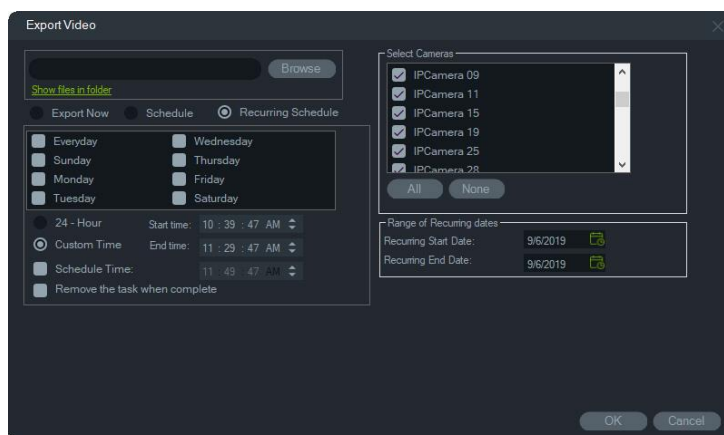 Export Video
Browse
Show files in folder
Export Now Schedule Recurring Schedule
Everyday Wednesday
Sunday Thursday
Monday Friday
Tuesday Saturday
24 - Hour Start time: 10 : 39 : 47 AM
Custom Time End time: 11 : 29 : 47 AM
Schedule Time: 11 : 49 : 47 AM
Remove the task when complete
Select Cameras
IPCamera 09
IPCamera 11
IPCamera 15
IPCamera 19
IPCamera 25
IPCamera 28
All None
Range of Recurring dates
Recurring Start Date: 9/6/2019
Recurring End Date: 9/6/2019
OK Cancel